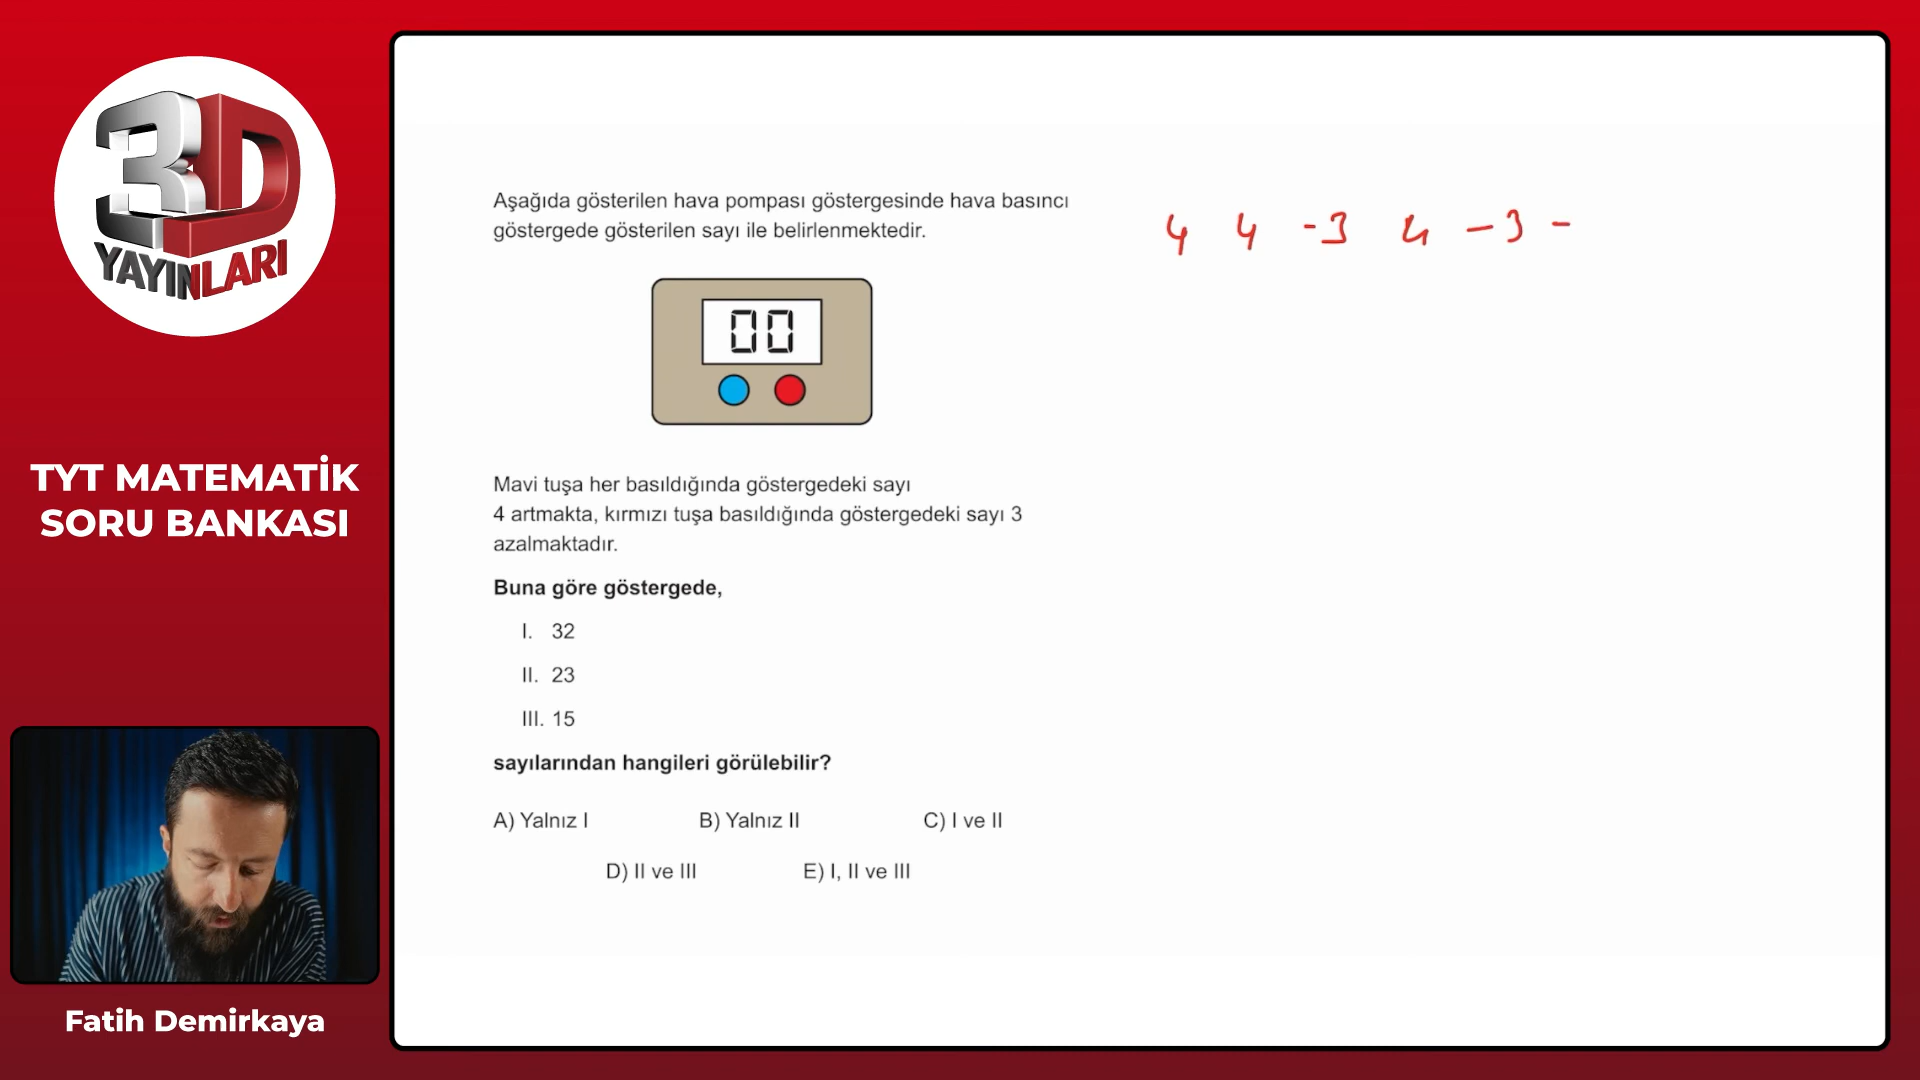 3D
YAYINLARI
TYT MATEMATİK
SORU BANKASI
Fatih Demirkaya
Aşağıda gösterilen hava pompası göstergesinde hava basıncı
göstergede gösterilen sayı ile belirlenmektedir.
4 4 -3 4 -3 -
00
Mavi tuşa her basıldığında göstergedeki sayı
4 artmakta, kırmızı tuşa basıldığında göstergedeki sayı 3
azalmaktadır.
Buna göre göstergede,
I. 32
II. 23
III. 15
sayılarından hangileri görülebilir?
A) Yalnız I B) Yalnız II C) I ve II
D) II ve III E) I, II ve III